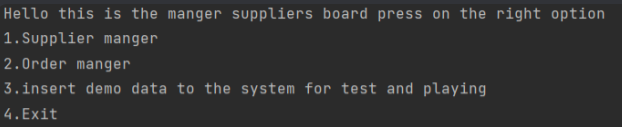 Hello this is the manger suppliers board press on the right option
1.Supplier manger
2.Order manger
3.insert demo data to the system for test and playing
4.Exit